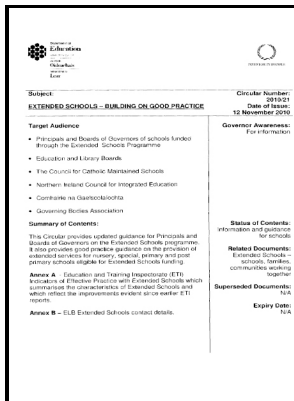 Department of
Education
Subject:
Circular Number:
2010/21
EXTENDED SCHOOLS – BUILDING ON GOOD PRACTICE
Date of Issue:
12 November 2010
Target Audience
Governor Awareness:
For information
• Principals and Boards of Governors of schools funded
through the Extended Schools Programme
• Education and Library Boards
• The Council for Catholic Maintained Schools
• Northern Ireland Council for Integrated Education
• Comhairle na Gaelscolaíochta
• Governing Bodies Association
Summary of Contents:
Status of Contents:
Information and guidance
for schools
This Circular provides updated guidance for Principals and
Boards of Governors on the Extended Schools programme.
It also provides good practice guidance on the provision of
extended services for nursery, special, primary and post
primary schools eligible for Extended Schools funding.
Related Documents:
Extended Schools –
schools, families,
communities working
together
Annex A - Education and Training Inspectorate (ETI)
Indicators of Effective Practice with Extended Schools which
summarises the characteristics of Extended Schools and
which reflect the improvements evident since earlier ETI
reports.
Superseded Documents:
N/A
Expiry Date:
N/A
Annex B – ELB Extended Schools contact details.